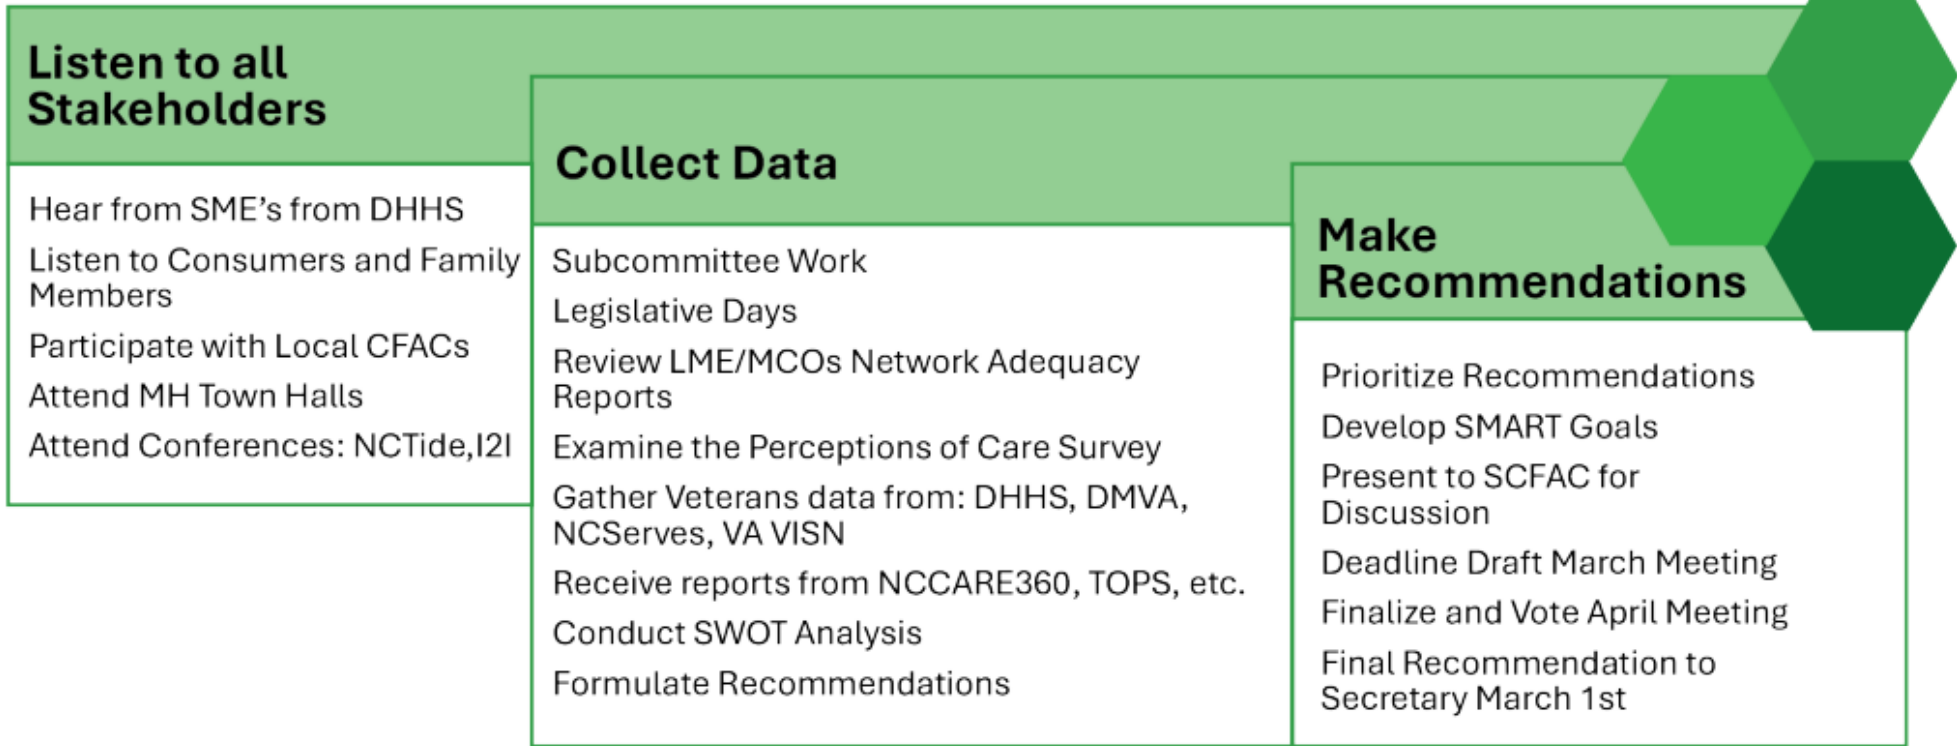 Listen to all
Stakeholders
Hear from SME's from DHHS
Listen to Consumers and Family
Members
Participate with Local CFACs
Attend MH Town Halls
Attend Conferences: NCTide,I2I
Collect Data
Subcommittee Work
Legislative Days
Review LME/MCOs Network Adequacy
Reports
Examine the Perceptions of Care Survey
Gather Veterans data from: DHHS, DMVA,
NCServes, VA VISN
Receive reports from NCCARE360, TOPS, etc.
Conduct SWOT Analysis
Formulate Recommendations
Make
Recommendations
Prioritize Recommendations
Develop SMART Goals
Present to SCFAC for
Discussion
Deadline Draft March Meeting
Finalize and Vote April Meeting
Final Recommendation to
Secretary March 1st